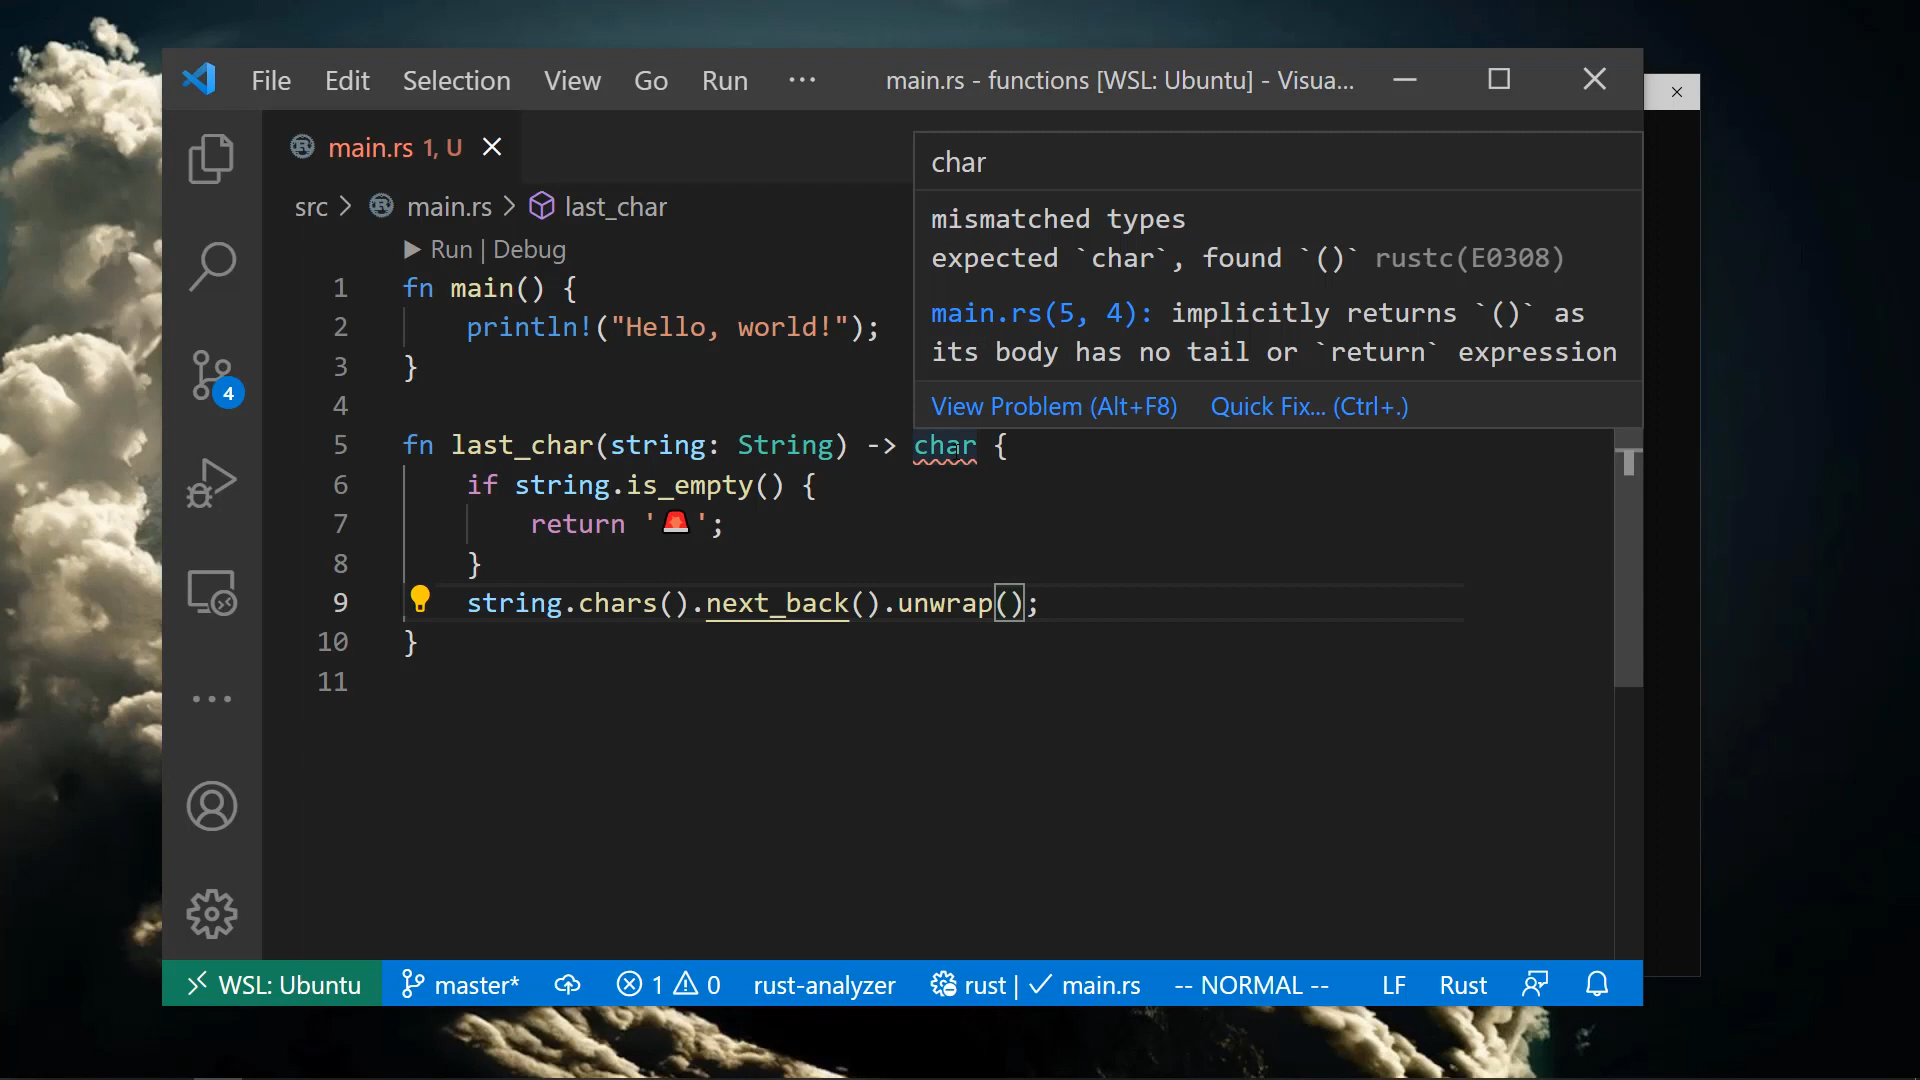 File Edit Selection View Go Run ··· main.rs - functions [WSL: Ubuntu] - Visua...
main.rs 1, U
src > main.rs > last_char
Run | Debug
1 fn main() {
2 println!("Hello, world!");
3 }
4
5 fn last_char(string: String) -> char {
6 if string.is_empty() {
7 return '🚨';
8 }
9 string.chars().next_back().unwrap();
10 }
11
char
mismatched types
expected `char`, found `()` rustc(E0308)
main.rs(5, 4): implicitly returns `()` as
its body has no tail or `return` expression
View Problem (Alt+F8) Quick Fix... (Ctrl+.)
4
WSL: Ubuntu master* 1 0 rust-analyzer rust | ✓ main.rs -- NORMAL -- LF Rust